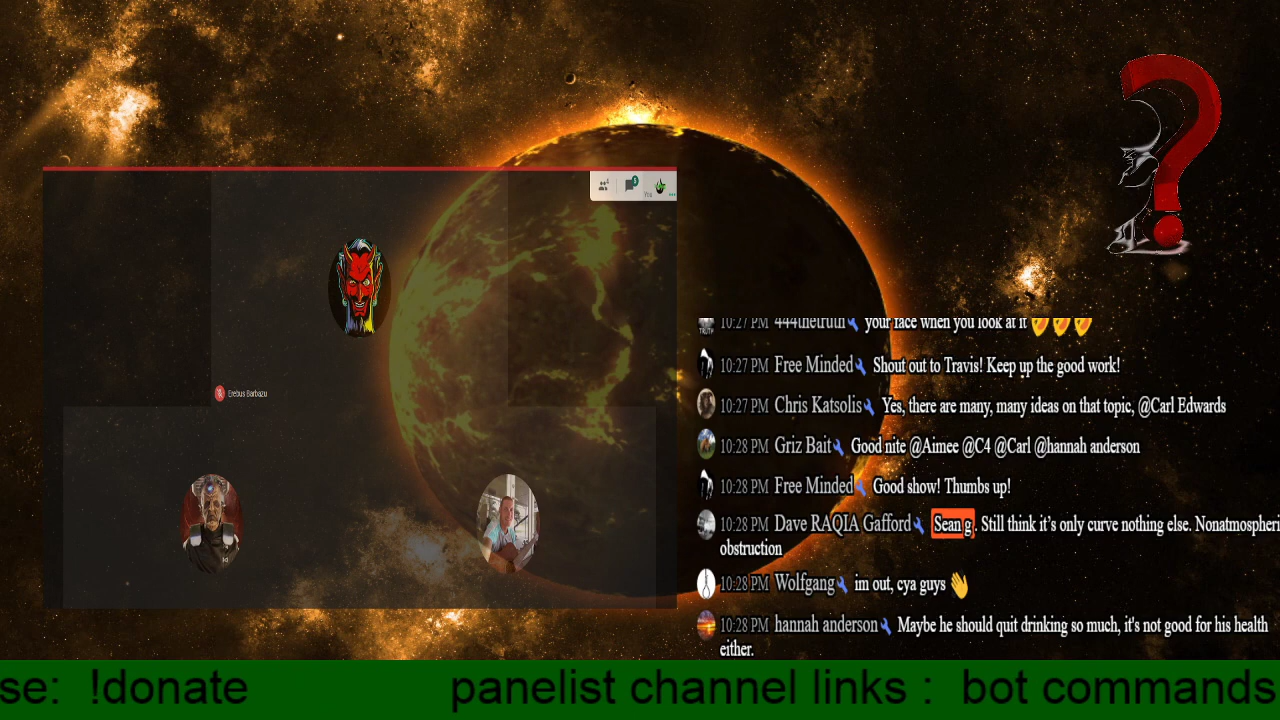 You
Erebus Barbazu
10:27 PM 444thetruth your face when you look at it
10:27 PM Free Minded Shout out to Travis! Keep up the good work!
10:27 PM Chris Katsolis Yes, there are many, many ideas on that topic, @Carl Edwards
10:28 PM Griz Bait Good nite @Aimee @C4 @Carl @hannah anderson
10:28 PM Free Minded Good show! Thumbs up!
10:28 PM Dave RAQIA Gafford Sean g. Still think it’s only curve nothing else. Nonatmospheri
obstruction
10:28 PM Wolfgang im out, cya guys 👋
10:28 PM hannah anderson Maybe he should quit drinking so much, it's not good for his health
either.
se: !donate panelist channel links : bot commands